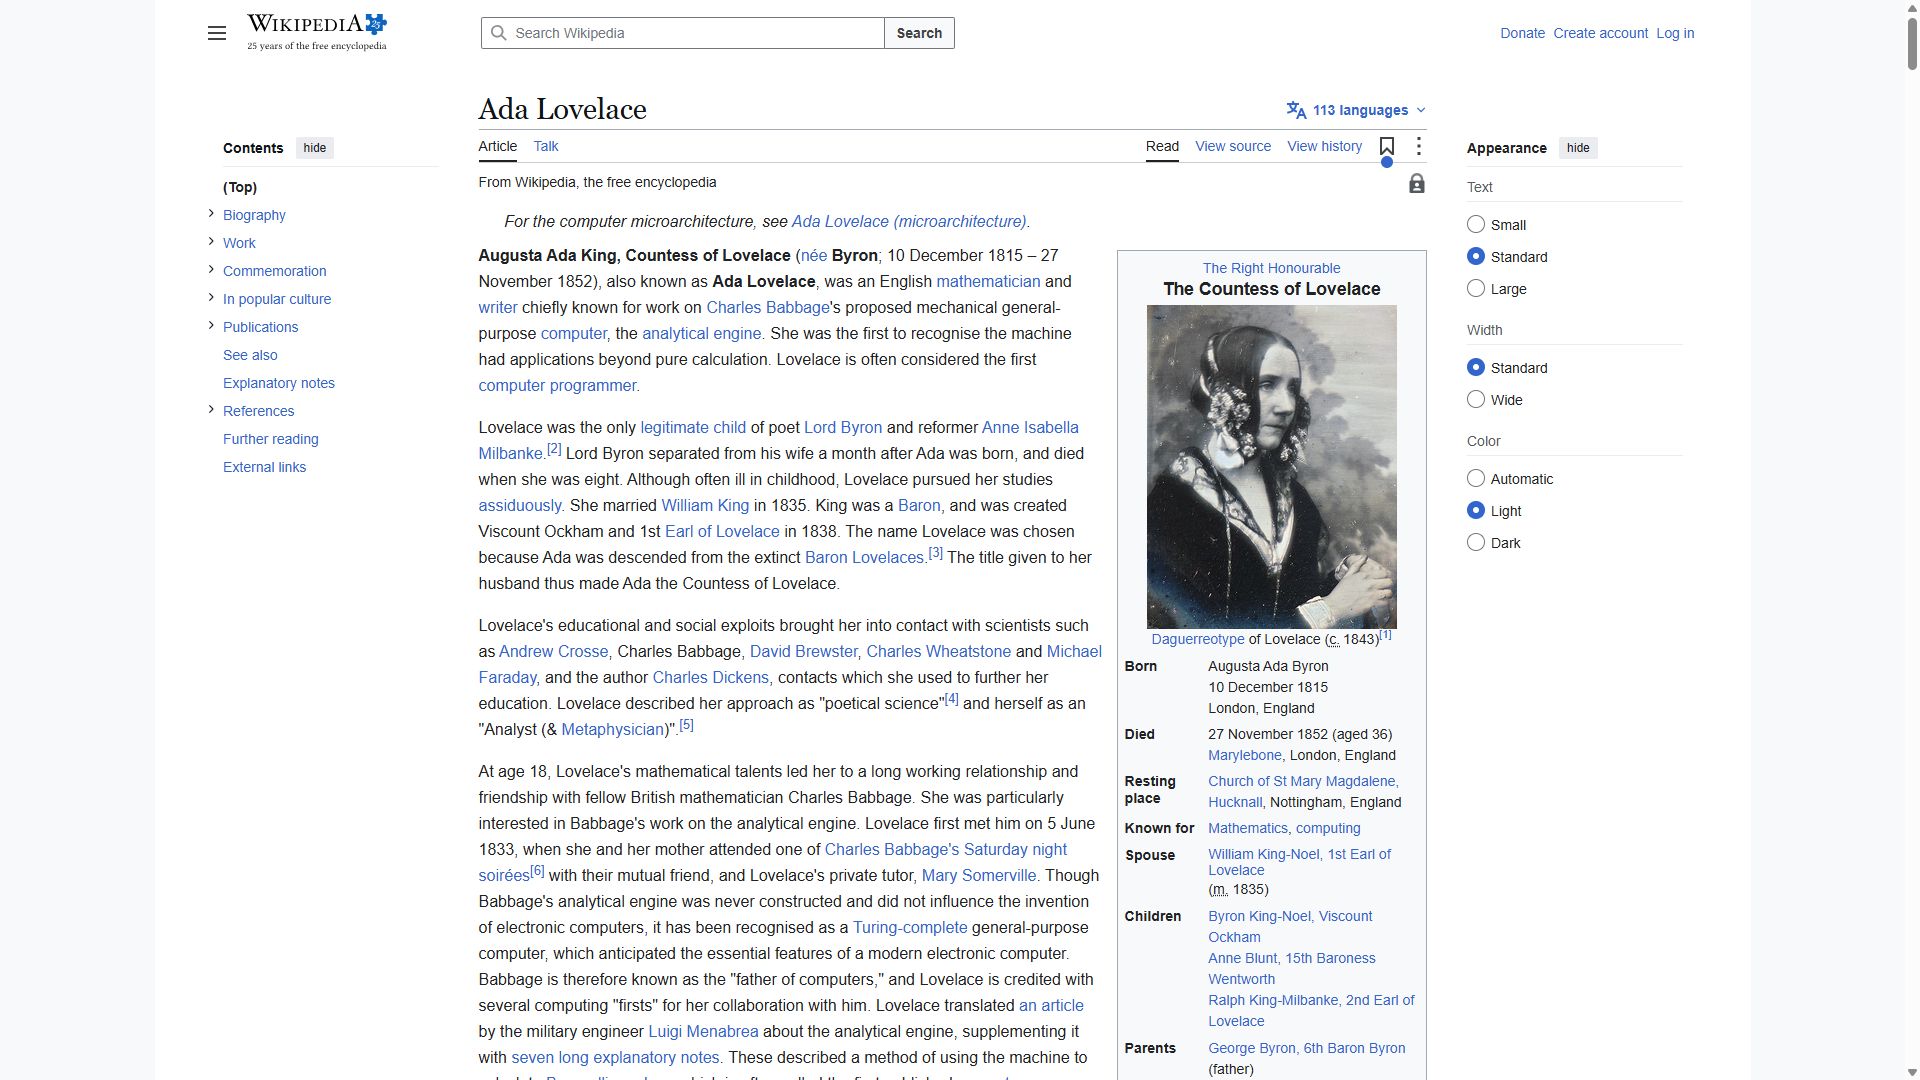 WIKIPEDIA 25
25 years of the free encyclopedia
Search Wikipedia
Search
Donate Create account Log in
Contents hide
(Top)
Biography
Work
Commemoration
In popular culture
Publications
See also
Explanatory notes
References
Further reading
External links
Ada Lovelace
113 languages
Article Talk
Read View source View history
From Wikipedia, the free encyclopedia
For the computer microarchitecture, see Ada Lovelace (microarchitecture).
Augusta Ada King, Countess of Lovelace (née Byron; 10 December 1815 – 27
November 1852), also known as Ada Lovelace, was an English mathematician and
writer chiefly known for work on Charles Babbage's proposed mechanical general-
purpose computer, the analytical engine. She was the first to recognise the machine
had applications beyond pure calculation. Lovelace is often considered the first
computer programmer.
Lovelace was the only legitimate child of poet Lord Byron and reformer Anne Isabella
Milbanke.[2] Lord Byron separated from his wife a month after Ada was born, and died
when she was eight. Although often ill in childhood, Lovelace pursued her studies
assiduously. She married William King in 1835. King was a Baron, and was created
Viscount Ockham and 1st Earl of Lovelace in 1838. The name Lovelace was chosen
because Ada was descended from the extinct Baron Lovelaces.[3] The title given to her
husband thus made Ada the Countess of Lovelace.
Lovelace's educational and social exploits brought her into contact with scientists such
as Andrew Crosse, Charles Babbage, David Brewster, Charles Wheatstone and Michael
Faraday, and the author Charles Dickens, contacts which she used to further her
education. Lovelace described her approach as "poetical science"[4] and herself as an
"Analyst (& Metaphysician)".[5]
At age 18, Lovelace's mathematical talents led her to a long working relationship and
friendship with fellow British mathematician Charles Babbage. She was particularly
interested in Babbage's work on the analytical engine. Lovelace first met him on 5 June
1833, when she and her mother attended one of Charles Babbage's Saturday night
soirées[6] with their mutual friend, and Lovelace's private tutor, Mary Somerville. Though
Babbage's analytical engine was never constructed and did not influence the invention
of electronic computers, it has been recognised as a Turing-complete general-purpose
computer, which anticipated the essential features of a modern electronic computer.
Babbage is therefore known as the "father of computers," and Lovelace is credited with
several computing "firsts" for her collaboration with him. Lovelace translated an article
by the military engineer Luigi Menabrea about the analytical engine, supplementing it
with seven long explanatory notes. These described a method of using the machine to
The Right Honourable
The Countess of Lovelace
Daguerreotype of Lovelace (c. 1843)[1]
Born Augusta Ada Byron
10 December 1815
London, England
Died 27 November 1852 (aged 36)
Marylebone, London, England
Resting place Church of St Mary Magdalene,
Hucknall, Nottingham, England
Known for Mathematics, computing
Spouse William King-Noel, 1st Earl of
Lovelace
(m. 1835)
Children Byron King-Noel, Viscount
Ockham
Anne Blunt, 15th Baroness
Wentworth
Ralph King-Milbanke, 2nd Earl of
Lovelace
Parents George Byron, 6th Baron Byron
(father)
Appearance hide
Text
Small
Standard
Large
Width
Standard
Wide
Color
Automatic
Light
Dark